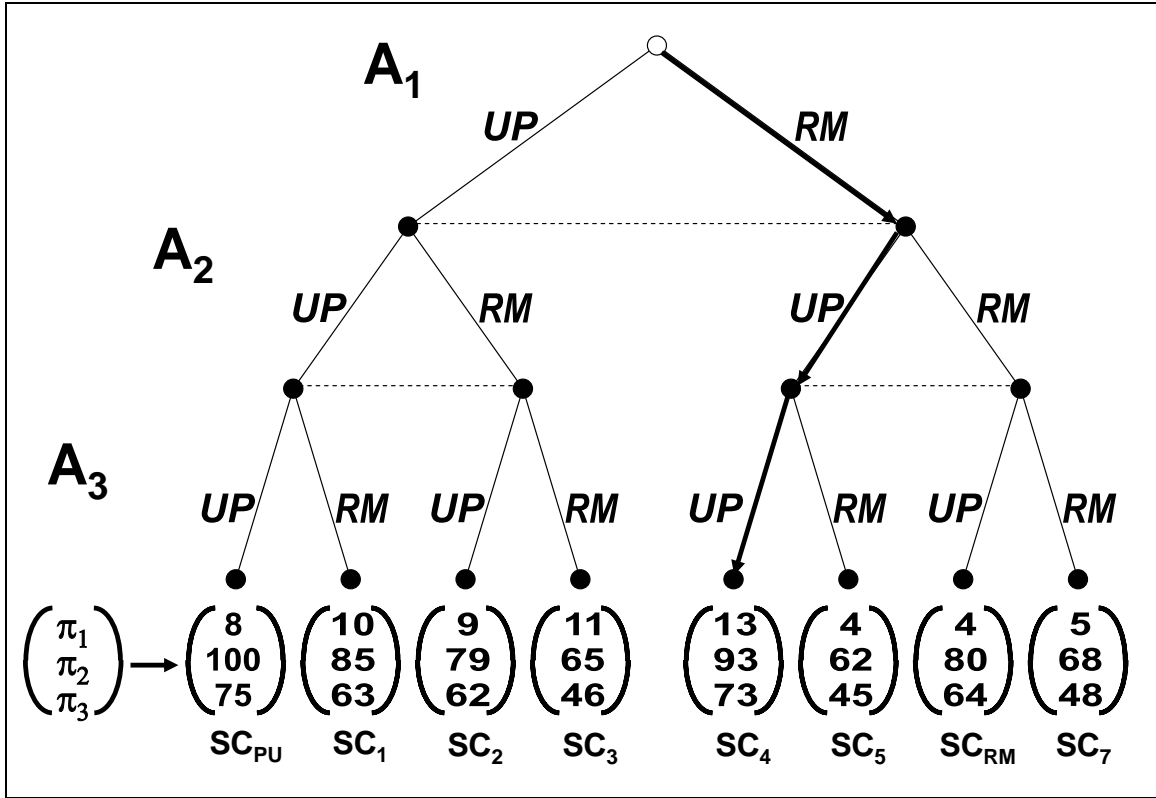 A1
UP RM
A2
UP RM UP RM
A3
UP RM UP RM UP RM UP RM
π1 8 10 9 11 13 4 4 5
π2 100 85 79 65 93 62 80 68
π3 75 63 62 46 73 45 64 48
SCPU SC1 SC2 SC3 SC4 SC5 SCRM SC7